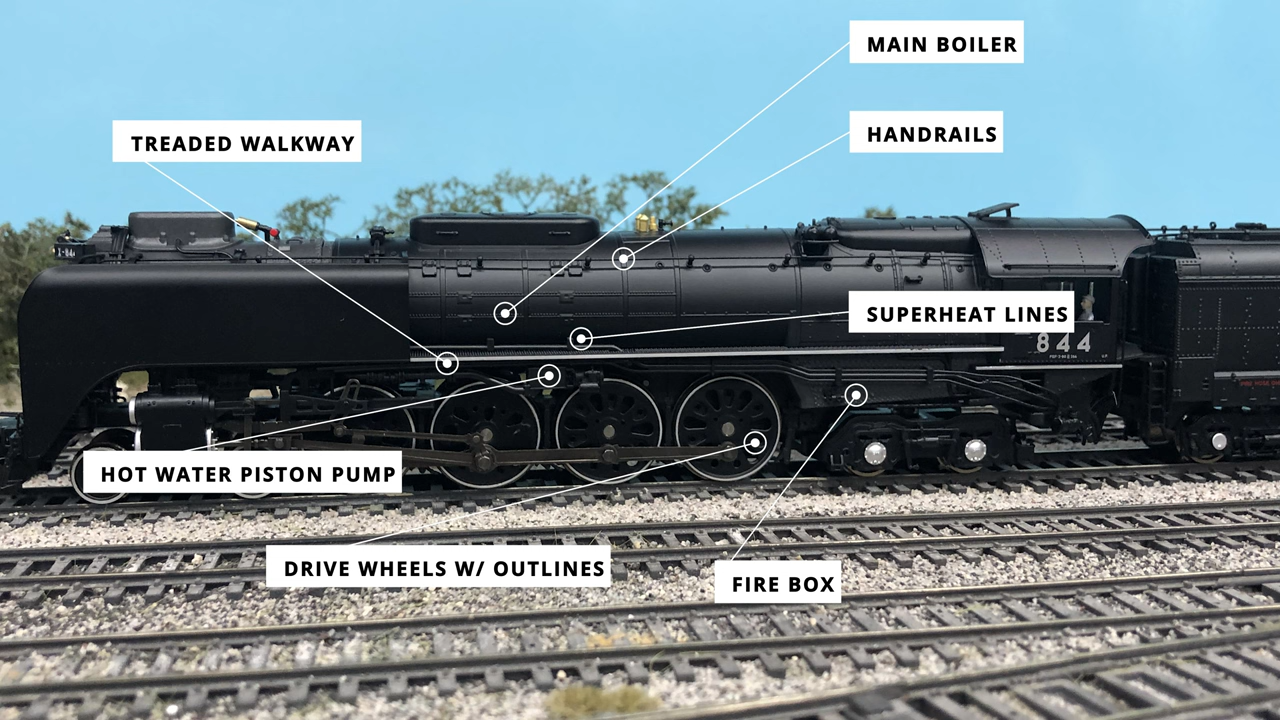 MAIN BOILER
HANDRAILS
TREADED WALKWAY
SUPERHEAT LINES
844
HOT WATER PISTON PUMP
DRIVE WHEELS W/ OUTLINES
FIRE BOX